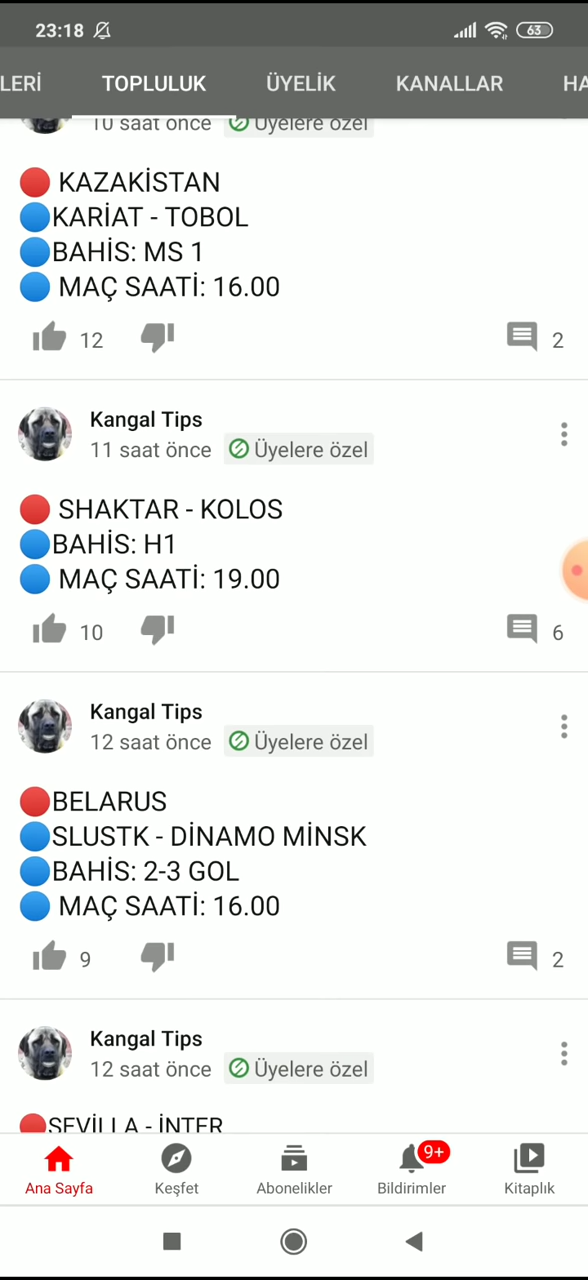 23:18
63
LERİ TOPLULUK ÜYELİK KANALLAR HA
10 saat önce Üyelere özel
KAZAKİSTAN
KARİAT - TOBOL
BAHİS: MS 1
MAÇ SAATİ: 16.00
12 2
Kangal Tips
11 saat önce Üyelere özel
SHAKTAR - KOLOS
BAHİS: H1
MAÇ SAATİ: 19.00
10 6
Kangal Tips
12 saat önce Üyelere özel
BELARUS
SLUSTK - DİNAMO MİNSK
BAHİS: 2-3 GOL
MAÇ SAATİ: 16.00
9 2
Kangal Tips
12 saat önce Üyelere özel
SEVILLA - İNTER
9+
Ana Sayfa Keşfet Abonelikler Bildirimler Kitaplık